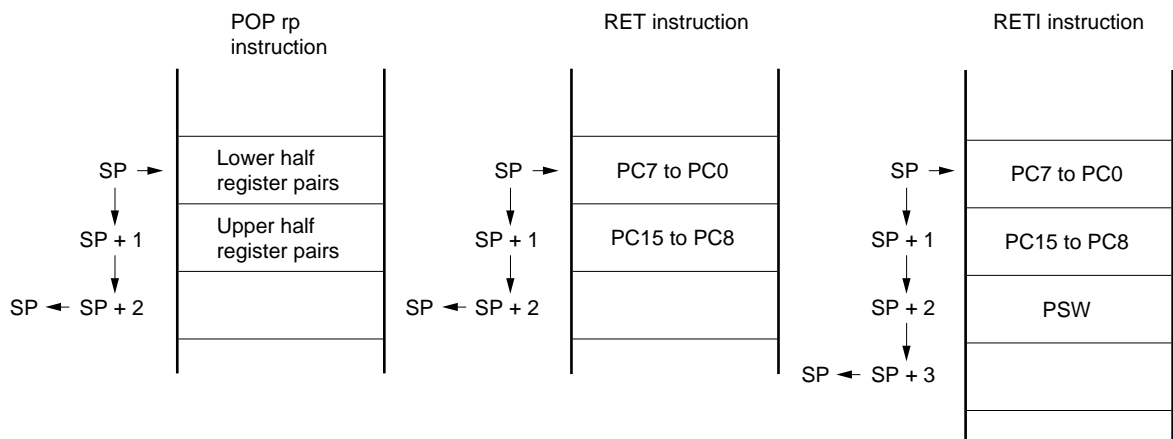 POP rp
instruction
SP
Lower half
register pairs
SP + 1
Upper half
register pairs
SP
SP + 2
RET instruction
SP
PC7 to PC0
SP + 1
PC15 to PC8
SP
SP + 2
RETI instruction
SP
PC7 to PC0
SP + 1
PC15 to PC8
SP + 2
PSW
SP
SP + 3